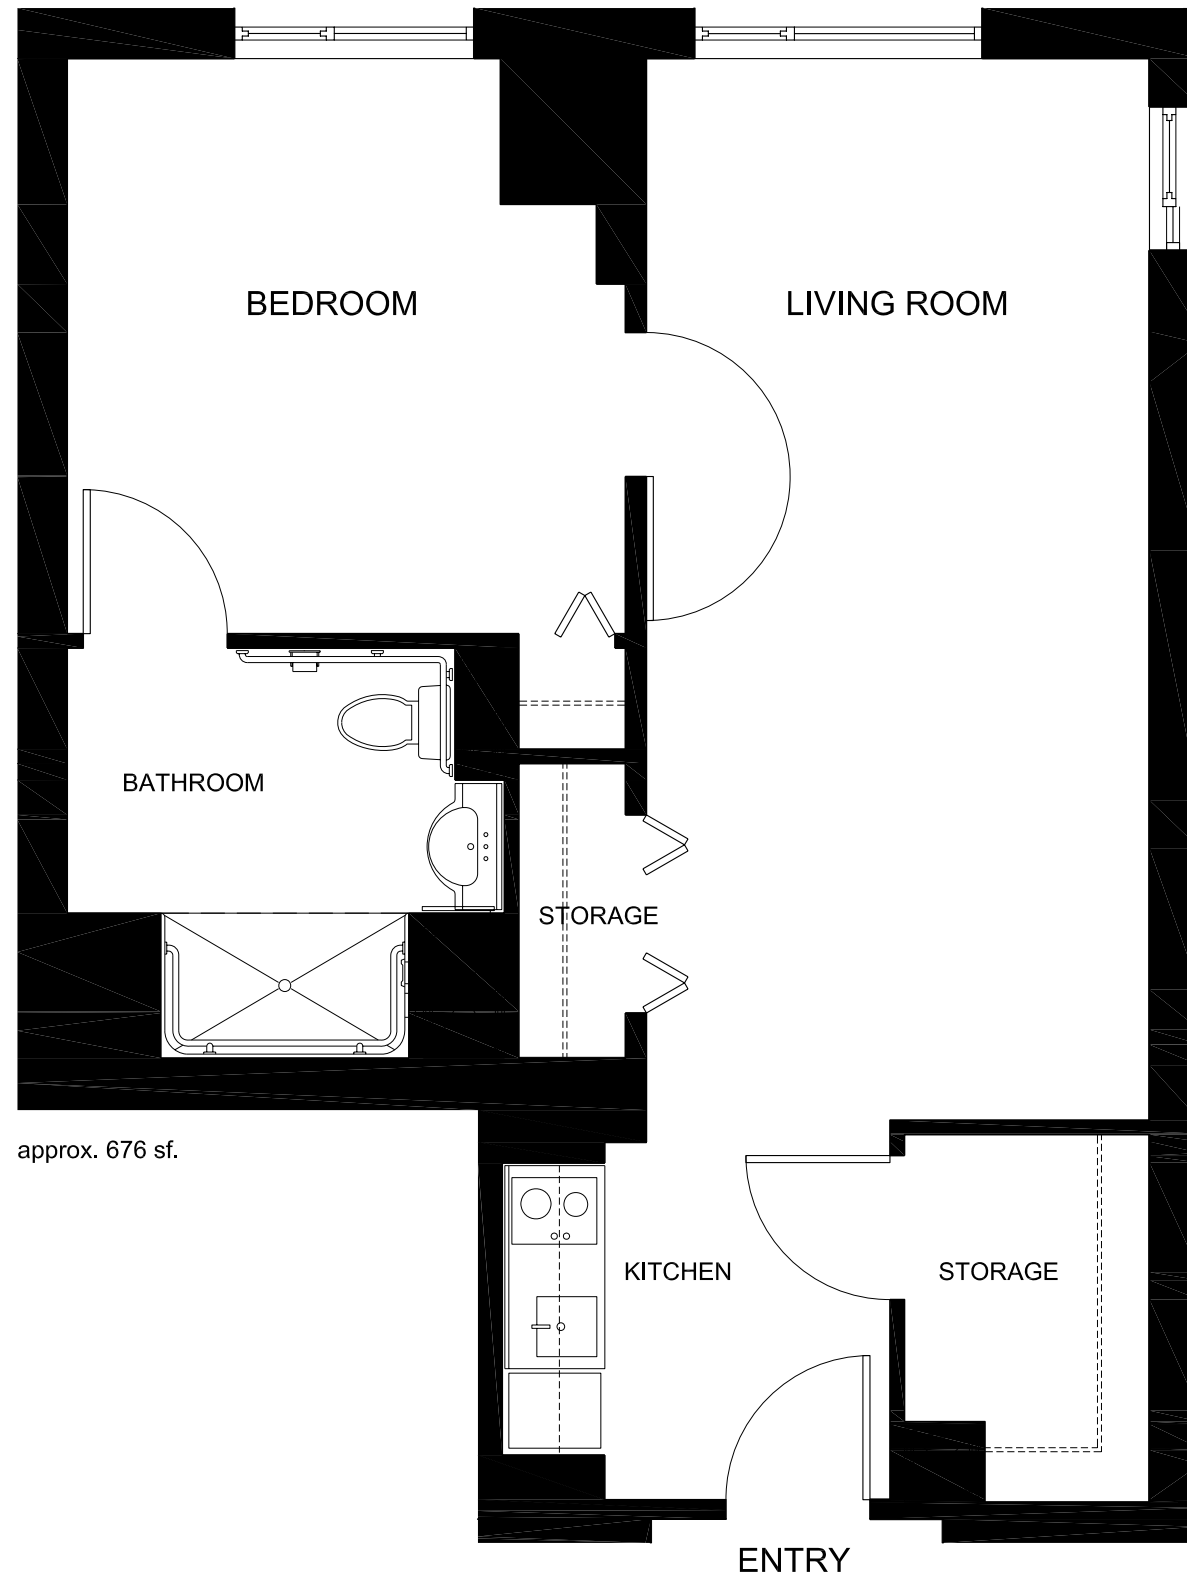 BEDROOM
LIVING ROOM
BATHROOM
STORAGE
approx. 676 sf.
KITCHEN
STORAGE
ENTRY